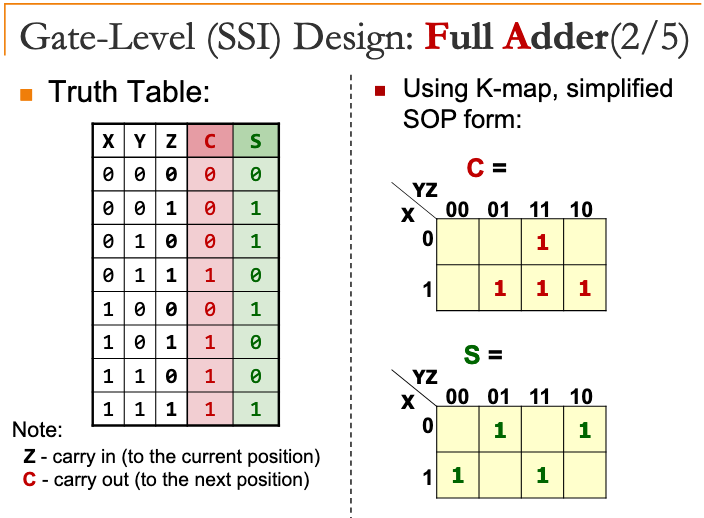 Gate-Level (SSI) Design: Full Adder(2/5)
Truth Table:
X Y Z C S
0 0 0 0 0
0 0 1 0 1
0 1 0 0 1
0 1 1 1 0
1 0 0 0 1
1 0 1 1 0
1 1 0 1 0
1 1 1 1 1
Note:
Z - carry in (to the current position)
C - carry out (to the next position)
Using K-map, simplified
SOP form:
C =
YZ
X 00 01 11 10
0 1
1 1 1 1
S =
YZ
X 00 01 11 10
0 1 1
1 1 1